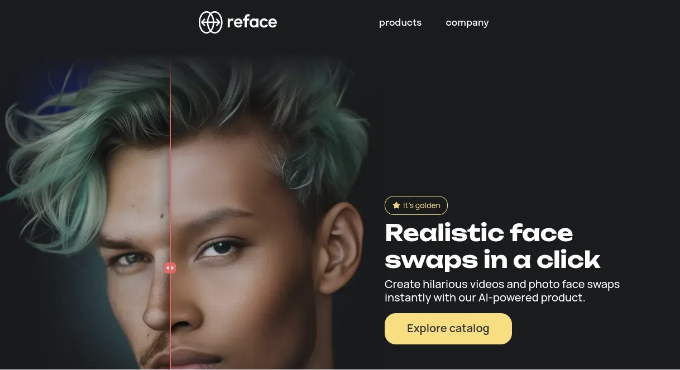 reface
products
company
It's golden
Realistic face
swaps in a click
Create hilarious videos and photo face swaps
instantly with our AI-powered product.
Explore catalog